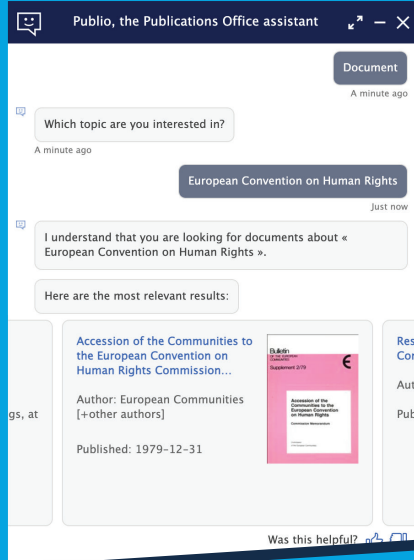 Publio, the Publications Office assistant
Document
A minute ago
Which topic are you interested in?
A minute ago
European Convention on Human Rights
Just now
I understand that you are looking for documents about «
European Convention on Human Rights ».
Here are the most relevant results:
gs, at
Accession of the Communities to
the European Convention on
Human Rights Commission...
Author: European Communities
[+other authors]
Published: 1979-12-31
Bulletin
OF THE EUROPEAN
COMMUNITIES
Supplement 2/79
Accession of the
Communities to the
European Convention
on Human Rights
Commission Memorandum
Res
Con
Aut
Pub
Was this helpful?